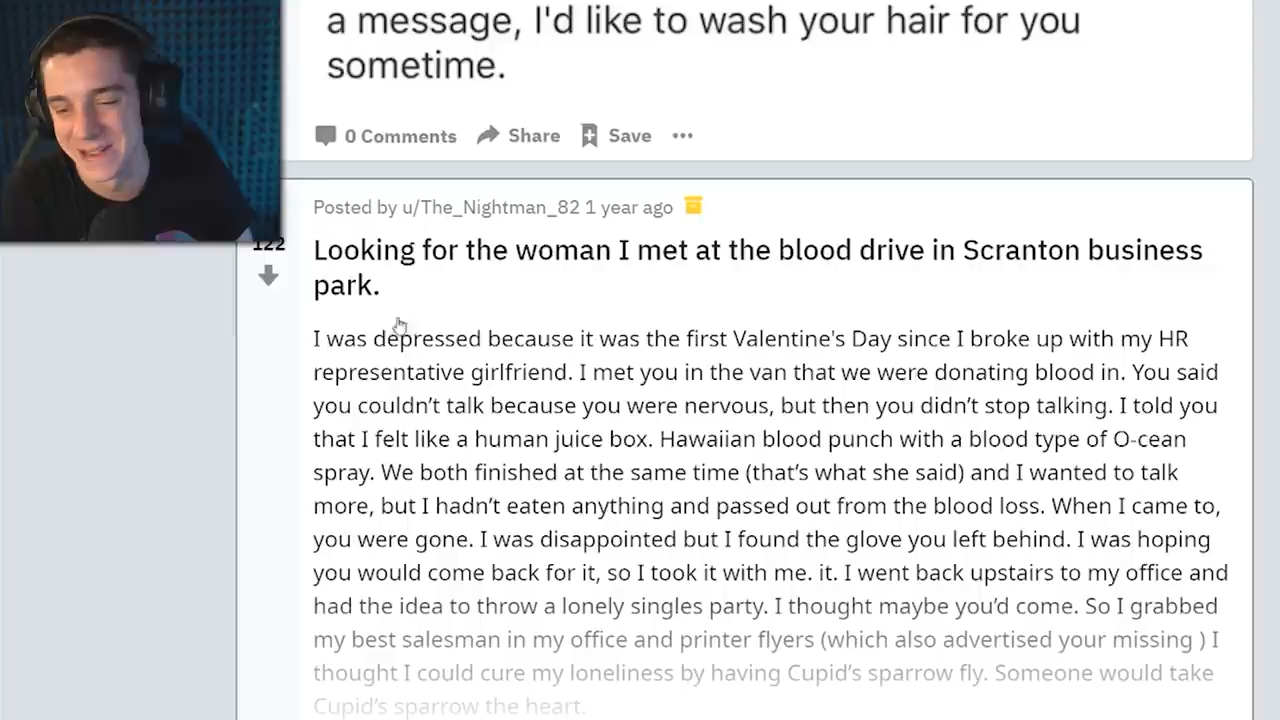 a message, I'd like to wash your hair for you
sometime.
0 Comments Share Save
Posted by u/The_Nightman_82 1 year ago
122
Looking for the woman I met at the blood drive in Scranton business
park.
I was depressed because it was the first Valentine's Day since I broke up with my HR
representative girlfriend. I met you in the van that we were donating blood in. You said
you couldn’t talk because you were nervous, but then you didn’t stop talking. I told you
that I felt like a human juice box. Hawaiian blood punch with a blood type of O-cean
spray. We both finished at the same time (that’s what she said) and I wanted to talk
more, but I hadn’t eaten anything and passed out from the blood loss. When I came to,
you were gone. I was disappointed but I found the glove you left behind. I was hoping
you would come back for it, so I took it with me. it. I went back upstairs to my office and
had the idea to throw a lonely singles party. I thought maybe you’d come. So I grabbed
my best salesman in my office and printer flyers (which also advertised your missing ) I
thought I could cure my loneliness by having Cupid’s sparrow fly. Someone would take
Cupid’s sparrow the heart.